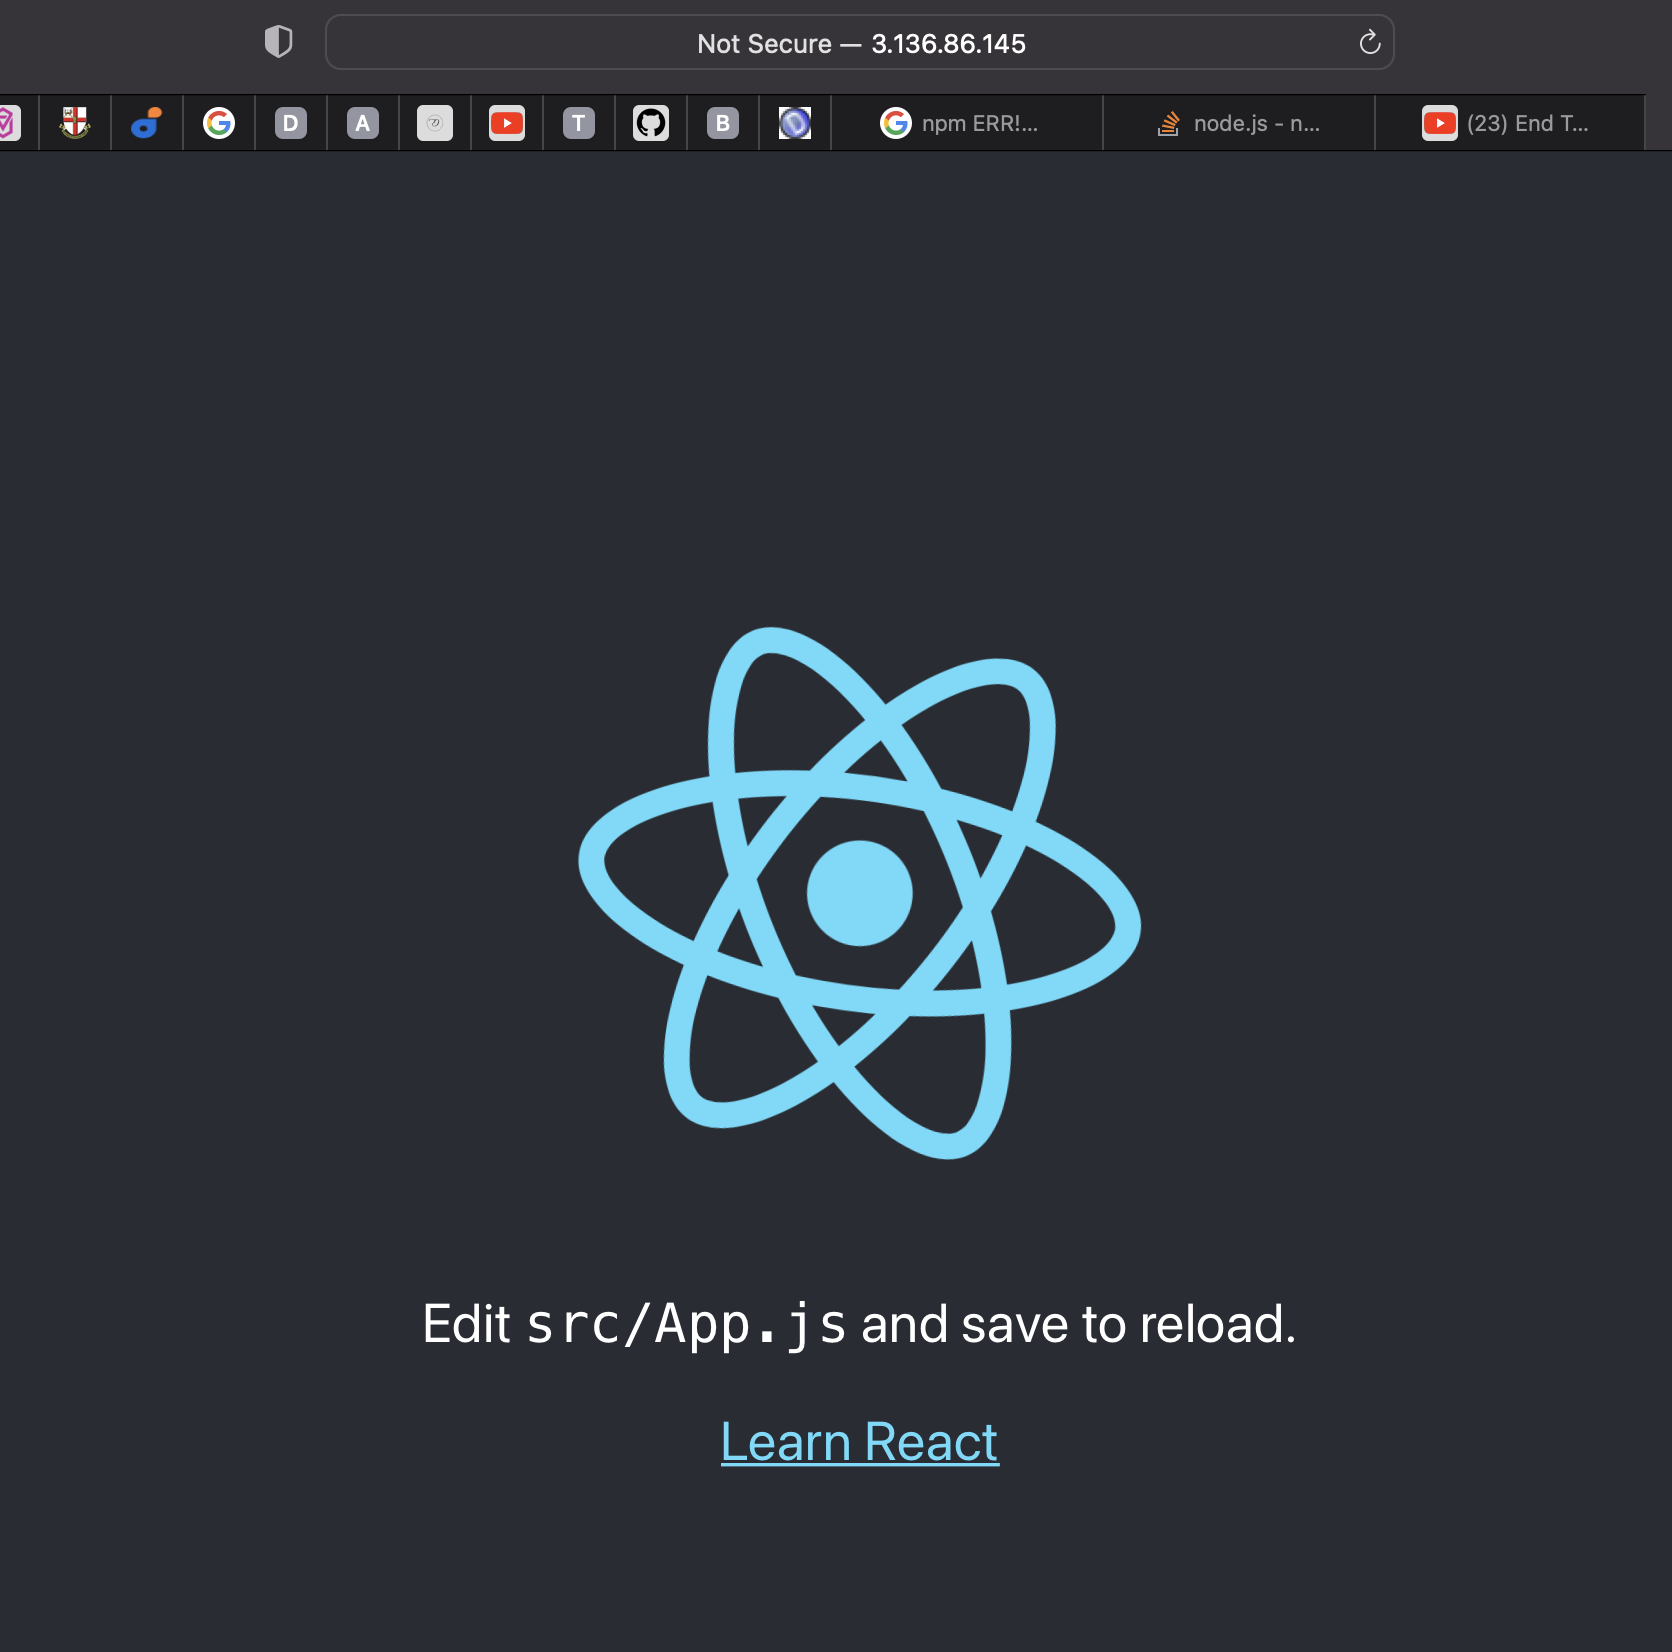 Not Secure — 3.136.86.145
D A T B npm ERR!... node.js - n... (23) End T...
Edit src/App.js and save to reload.
Learn React